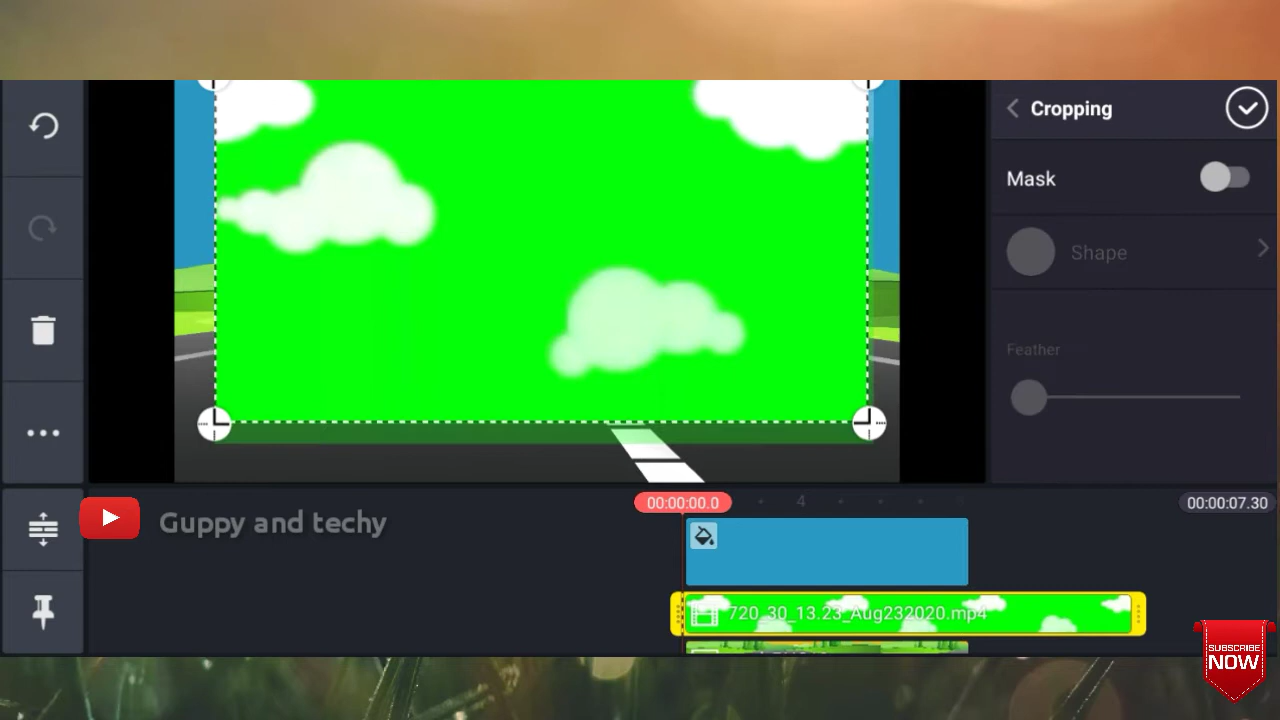 Cropping
Mask
Shape
Feather
00:00:00.0
4
00:00:07.30
Guppy and techy
720_30_13.23_Aug232020.mp4
SUBSCRIBE
NOW